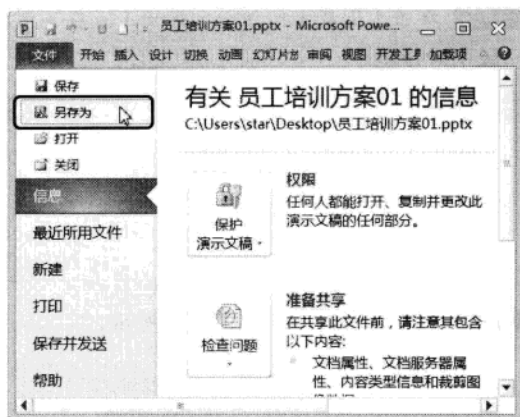 员工培训方案01.pptx - Microsoft Powe...
文件 开始 插入 设计 切换 动画 幻灯片 审阅 视图 开发工 加载项
保存
另存为
打开
关闭
信息
最近所用文件
新建
打印
保存并发送
帮助
有关 员工培训方案01 的信息
C:\Users\star\Desktop\员工培训方案01.pptx
保护
演示文稿
权限
任何人都能打开、复制并更改此
演示文稿的任何部分。
检查问题
准备共享
在共享此文件前，请注意其包含
以下内容:
文档属性、文档服务器属
性、内容类型信息和裁剪图